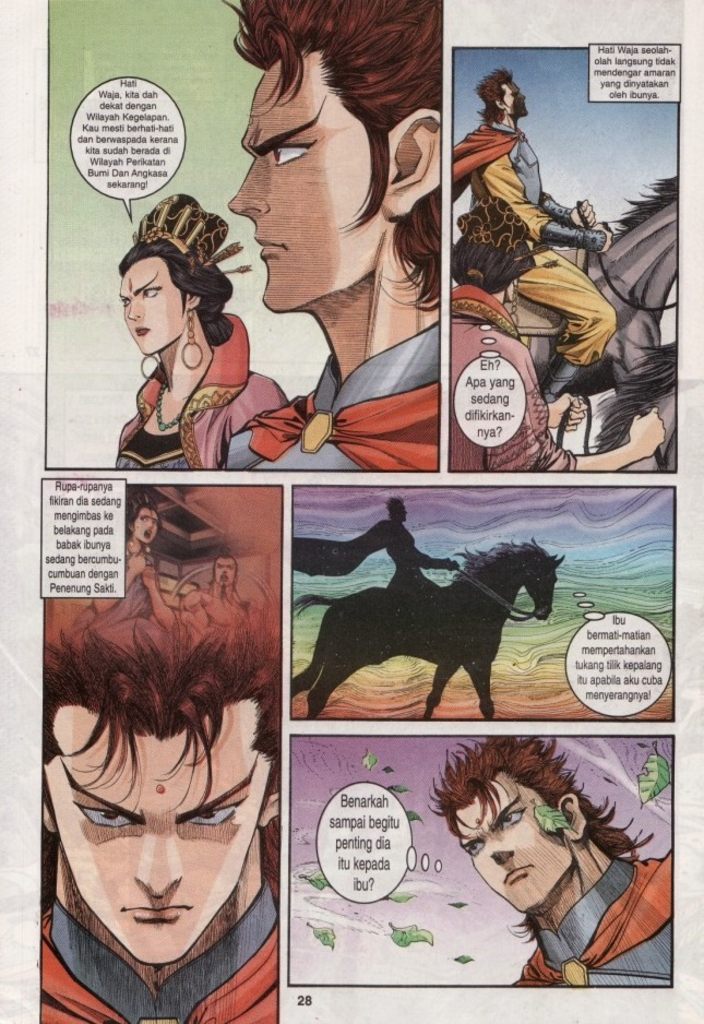 Hati
Waja, kita dah
dekat dengan
Wilayah Kegelapan.
Kau mesti berhati-hati
dan berwaspada kerana
kita sudah berada di
Wilayah Perikatan
Bumi Dan Angkasa
sekarang!
Hati Waja seolah-
olah langsung tidak
mendengar amaran
yang dinyatakan
oleh ibunya.
Eh?
Apa yang
sedang
difikirkan-
nya?
Rupa-rupanya
fikiran dia sedang
mengimbas ke
belakang pada
babak ibunya
sedang bercumbu-
cumbuan dengan
Penenung Sakti.
Ibu
bermati-matian
mempertahankan
tukang tilik kepalang
itu apabila aku cuba
menyerangnya!
Benarkah
sampai begitu
penting dia
itu kepada
ibu?
28